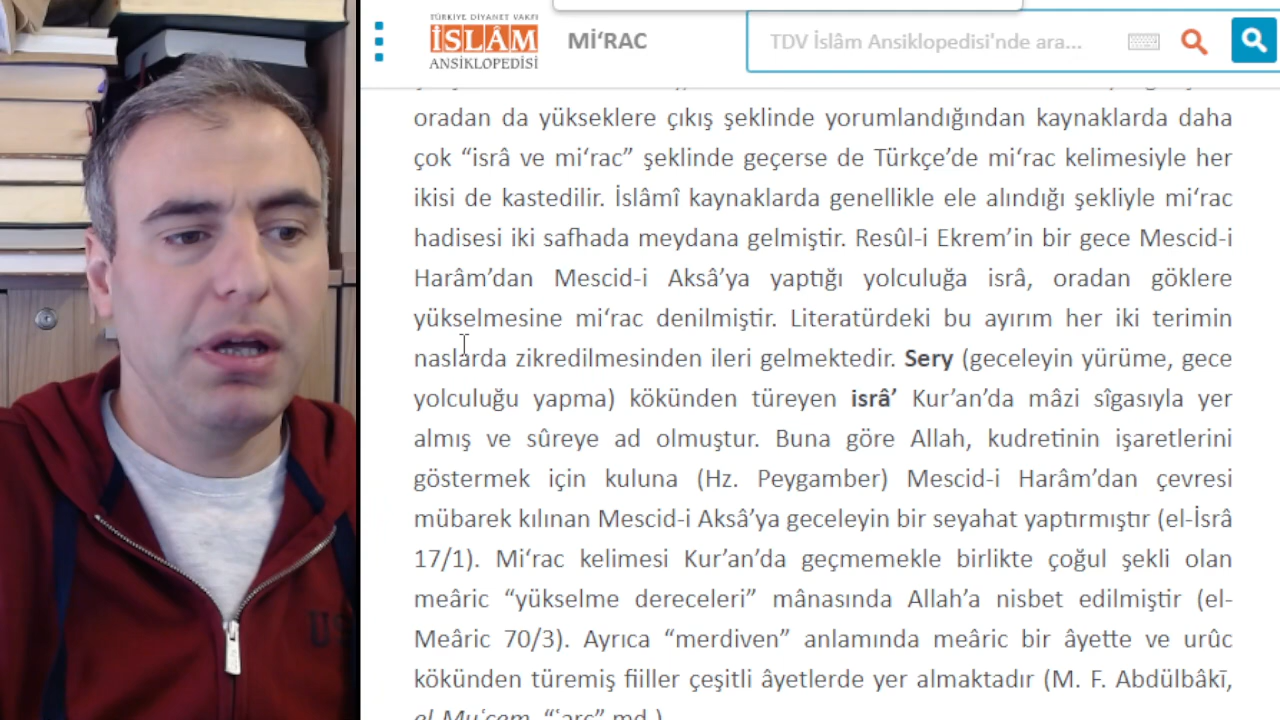 TÜRKİYE DİYANET VAKFI
İSLÂM
ANSİKLOPEDİSİ
Mİ‘RAC
TDV İslâm Ansiklopedisi'nde ara...
oradan da yükseklere çıkış şeklinde yorumlandığından kaynaklarda daha
çok “isrâ ve mi‘rac” şeklinde geçerse de Türkçe’de mi‘rac kelimesiyle her
ikisi de kastedilir. İslâmî kaynaklarda genellikle ele alındığı şekliyle mi‘rac
hadisesi iki safhada meydana gelmiştir. Resûl-i Ekrem’in bir gece Mescid-i
Harâm’dan Mescid-i Aksâ’ya yaptığı yolculuğa isrâ, oradan göklere
yükselmesine mi‘rac denilmiştir. Literatürdeki bu ayırım her iki terimin
naslarda zikredilmesinden ileri gelmektedir. Sery (geceleyin yürüme, gece
yolculuğu yapma) kökünden türeyen isrâ’ Kur’an’da mâzi sîgasıyla yer
almış ve sûreye ad olmuştur. Buna göre Allah, kudretinin işaretlerini
göstermek için kuluna (Hz. Peygamber) Mescid-i Harâm’dan çevresi
mübarek kılınan Mescid-i Aksâ’ya geceleyin bir seyahat yaptırmıştır (el-İsrâ
17/1). Mi‘rac kelimesi Kur’an’da geçmemekle birlikte çoğul şekli olan
meâric “yükselme dereceleri” mânasında Allah’a nisbet edilmiştir (el-
Meâric 70/3). Ayrıca “merdiven” anlamında meâric bir âyette ve urûc
kökünden türemiş fiiller çeşitli âyetlerde yer almaktadır (M. F. Abdülbâkī,
el-Muʿcem, “ʿarc” md.)
US